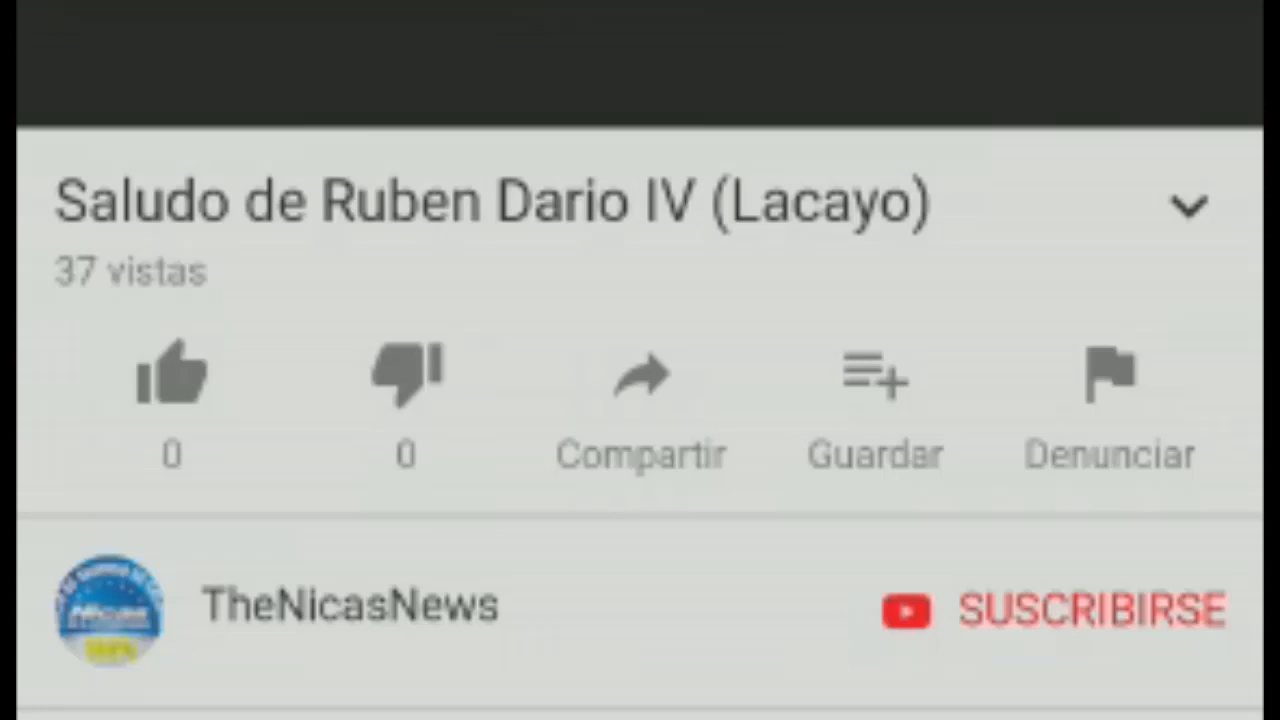 Saludo de Ruben Dario IV (Lacayo)
37 vistas
0 0 Compartir Guardar Denunciar
TheNicasNews SUSCRIBIRSE